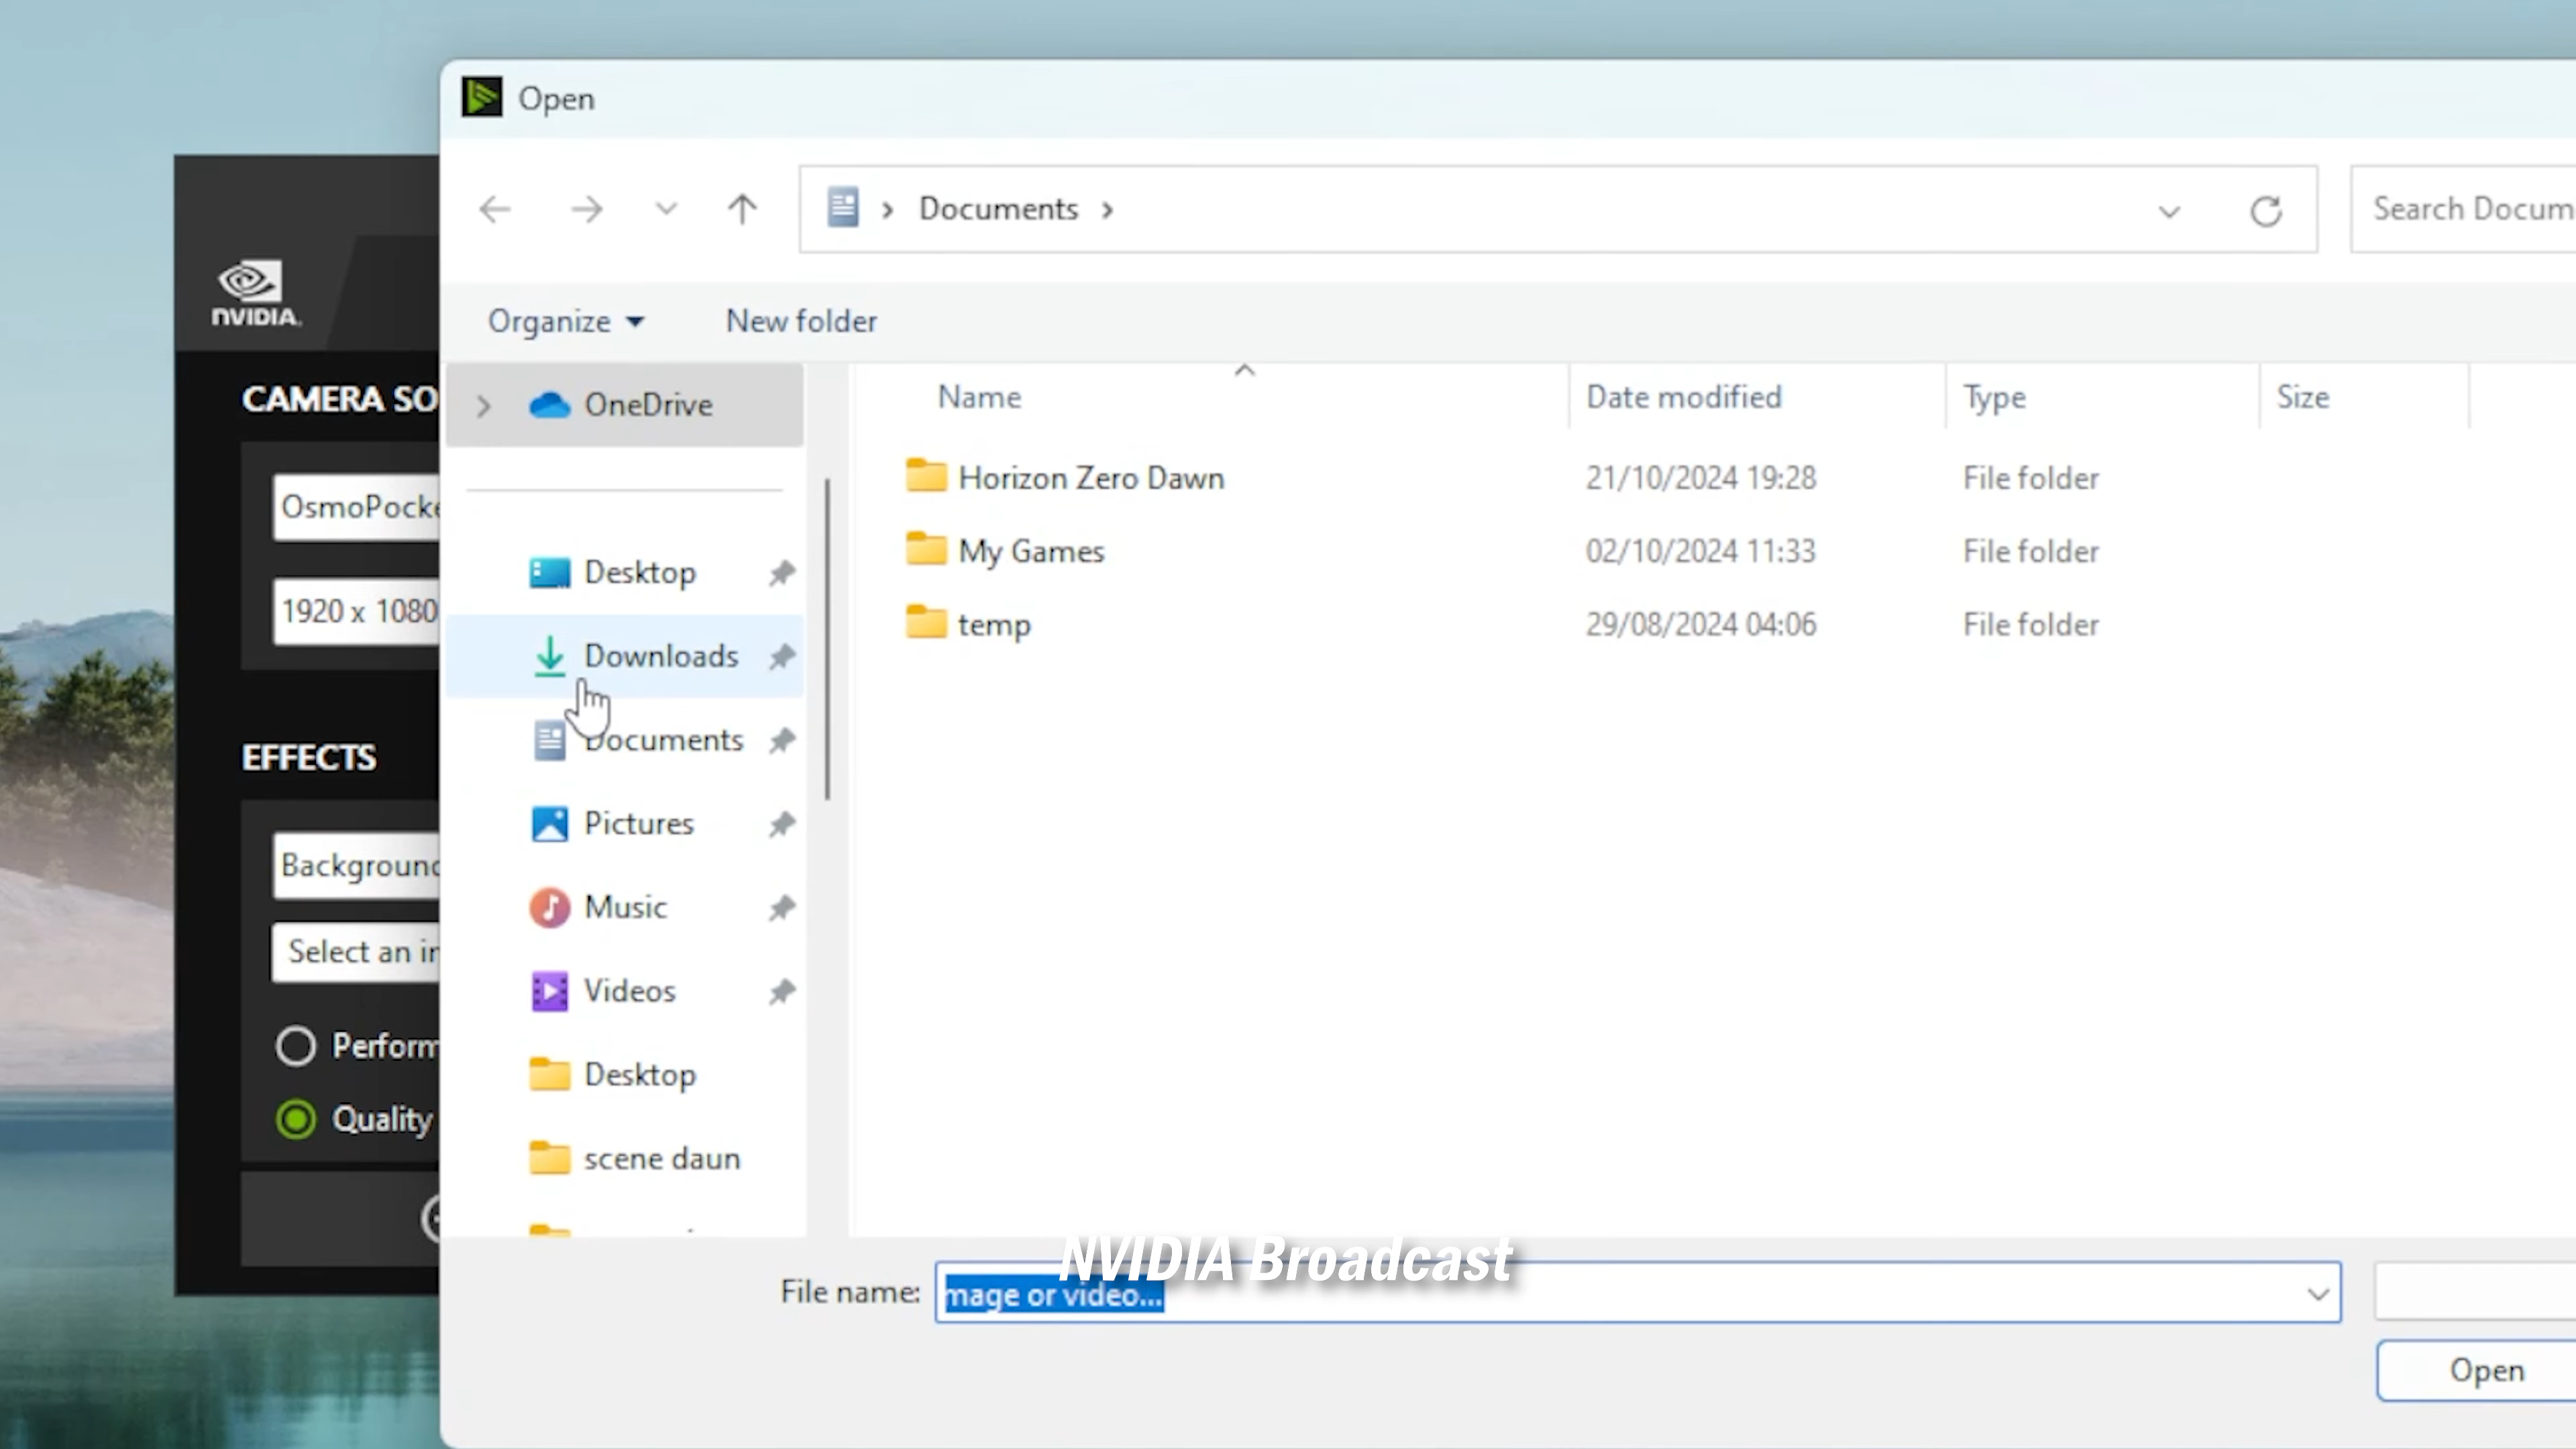 Open
Documents
Search Docum
NVIDIA
Organize
New folder
CAMERA SO
OneDrive
Name
Date modified
Type
Size
OsmoPocke
1920 x 1080
Desktop
Downloads
Documents
Pictures
Music
Videos
Desktop
scene daun
Horizon Zero Dawn 21/10/2024 19:28 File folder
My Games 02/10/2024 11:33 File folder
temp 29/08/2024 04:06 File folder
EFFECTS
Background
Select an in
Perform
Quality
NVIDIA Broadcast
File name: mage or video...
Open